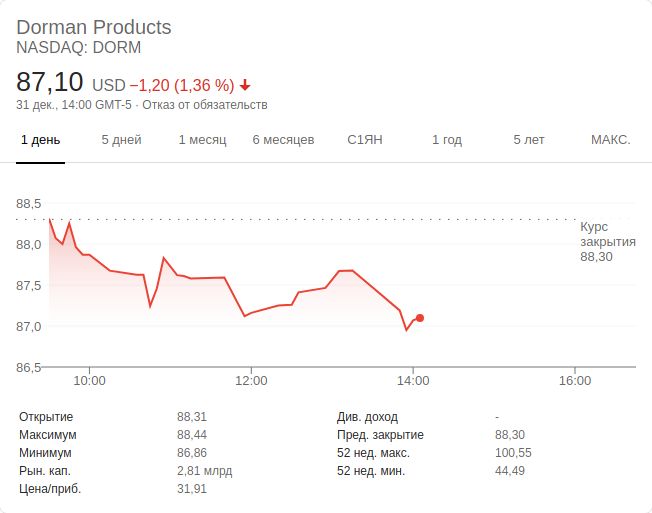 Dorman Products
NASDAQ: DORM
87,10 USD −1,20 (1,36 %)
31 дек., 14:00 GMT-5 · Отказ от обязательств
1 день 5 дней 1 месяц 6 месяцев С1ЯН 1 год 5 лет МАКС.
88,5
88,0
87,5
87,0
86,5
Курс
закрытия
88,30
10:00 12:00 14:00 16:00
Открытие 88,31 Див. доход -
Максимум 88,44 Пред. закрытие 88,30
Минимум 86,86 52 нед. макс. 100,55
Рын. кап. 2,81 млрд 52 нед. мин. 44,49
Цена/приб. 31,91